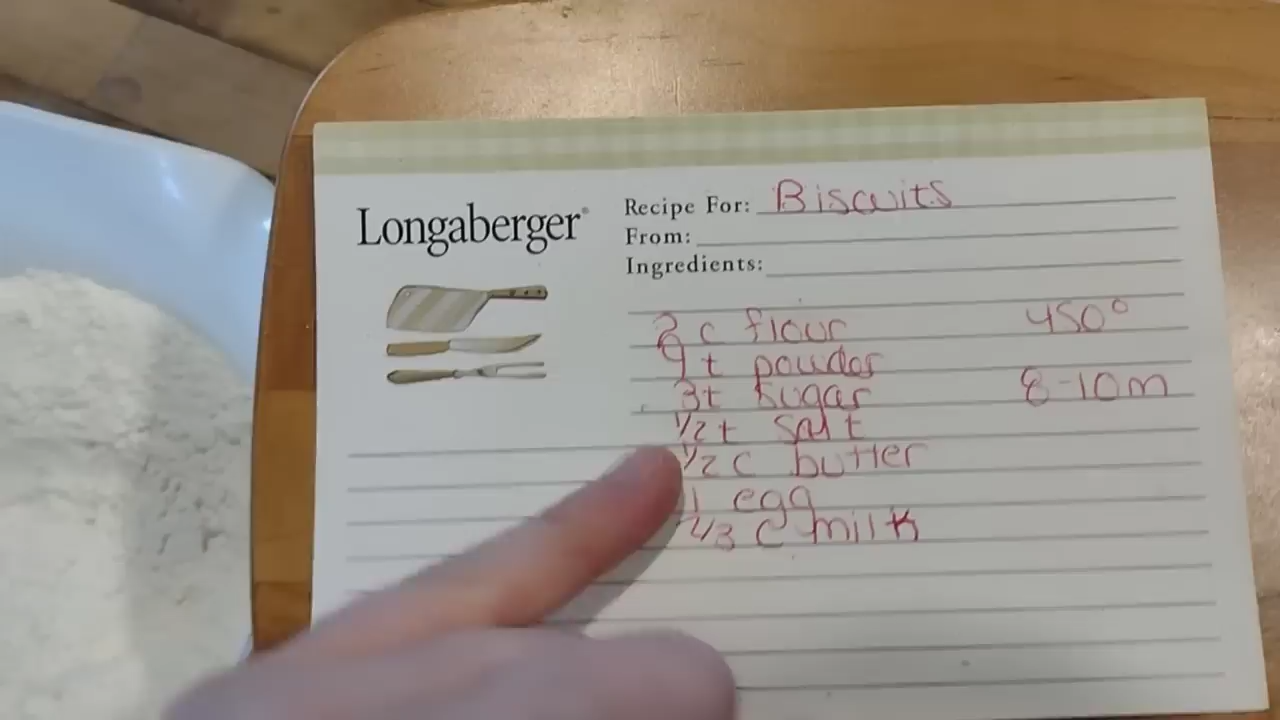 Longaberger®
Recipe For: Biscuits
From:
Ingredients:
2 c flour 450°
4 t powder
3t sugar 8-10m
1/2 t salt
1/2 c butter
1 egg
2/3 c milk